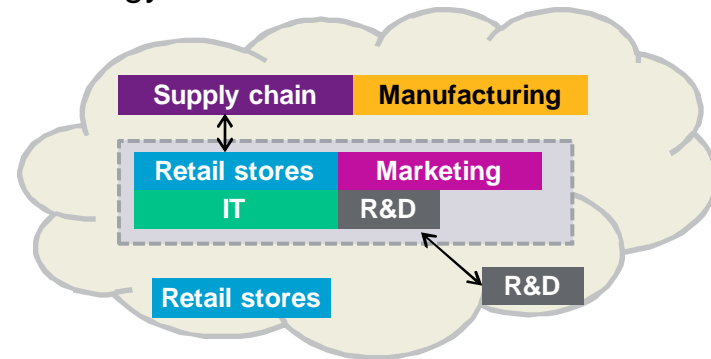 Supply chain Manufacturing
Retail stores Marketing
IT R&D
R&D
Retail stores